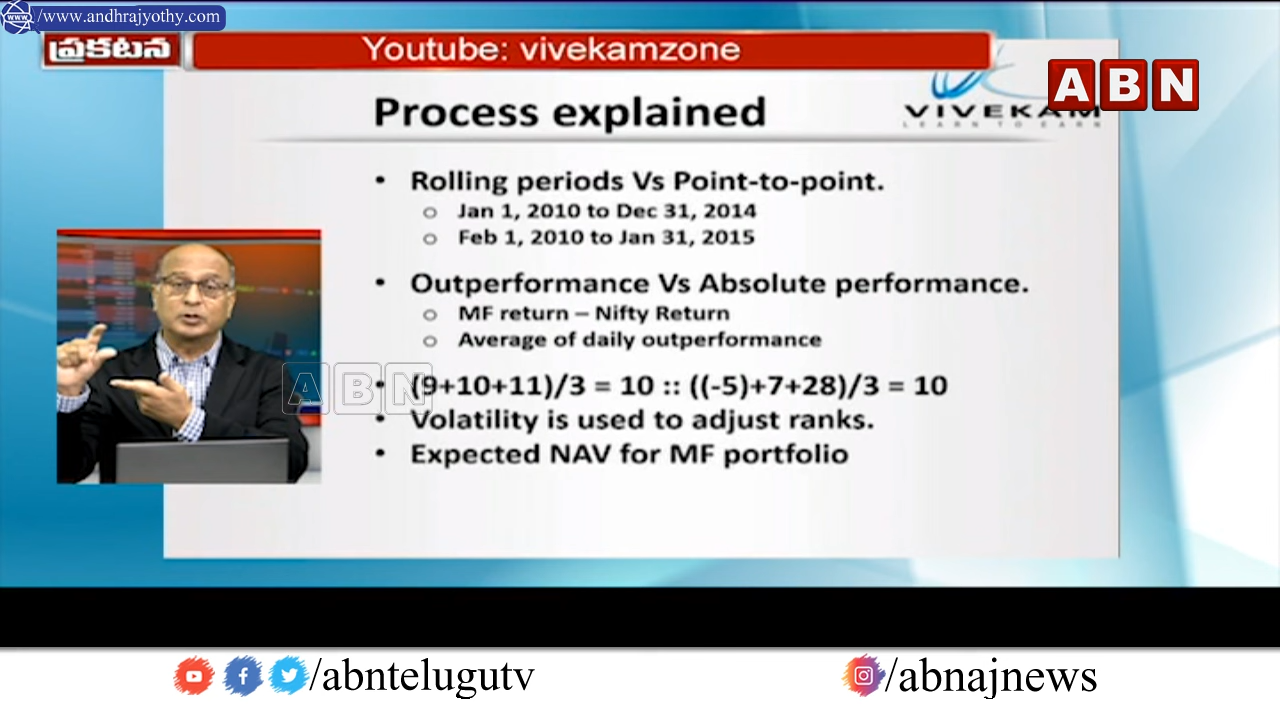 //www.andhrajyothy.com
ప్రకటన
Youtube: vivekamzone
ABN
VIVEKAM
LEARN TO EARN
Process explained
• Rolling periods Vs Point-to-point.
o Jan 1, 2010 to Dec 31, 2014
o Feb 1, 2010 to Jan 31, 2015
• Outperformance Vs Absolute performance.
o MF return – Nifty Return
o Average of daily outperformance
ABN
• (9+10+11)/3 = 10 :: ((-5)+7+28)/3 = 10
• Volatility is used to adjust ranks.
• Expected NAV for MF portfolio
/abntelugutv
/abnajnews